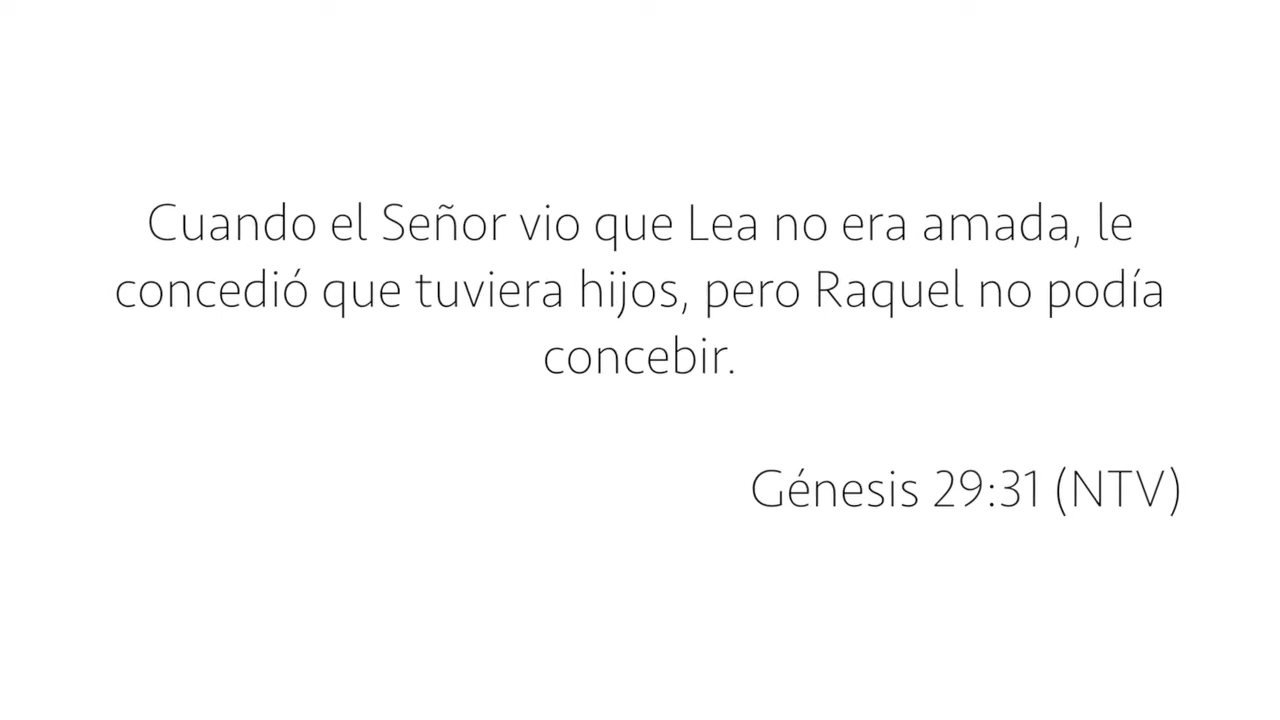 Cuando el Señor vio que Lea no era amada, le
concedió que tuviera hijos, pero Raquel no podía
concebir.
Génesis 29:31 (NTV)